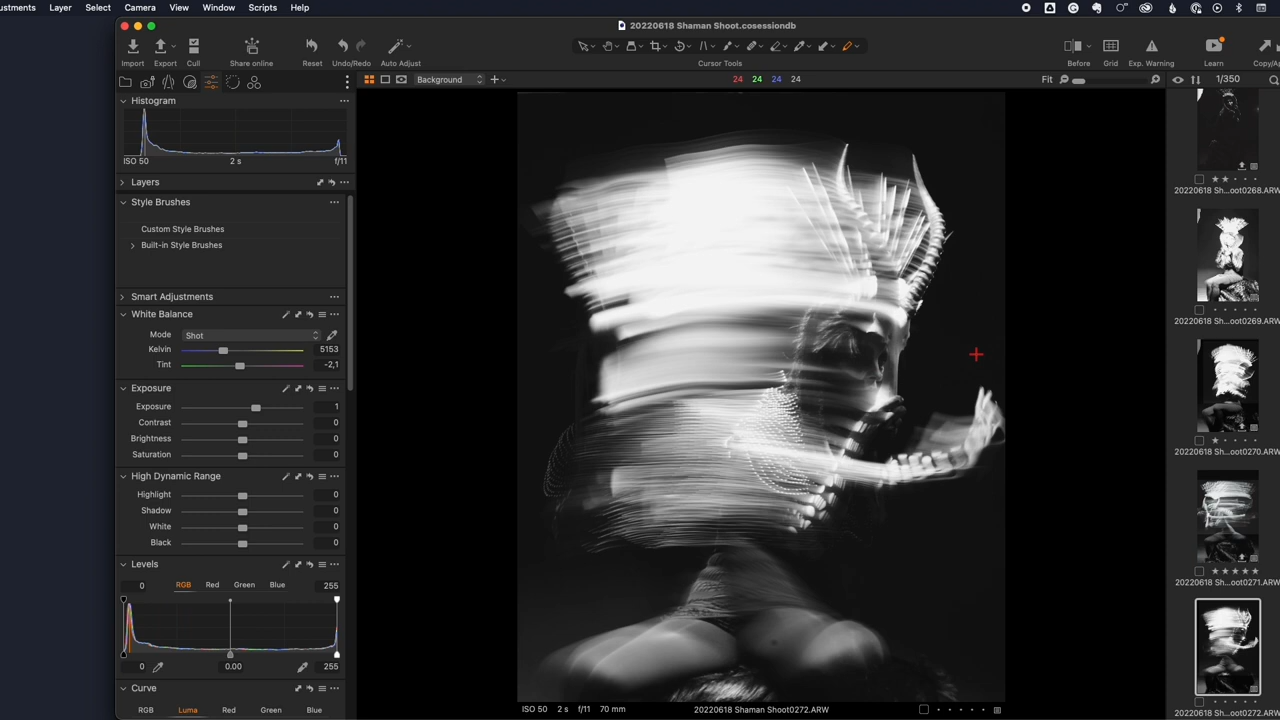 ustments Layer Select Camera View Window Scripts Help
20220618 Shaman Shoot.cosessiondb
Import Export Cull Share online Reset Undo/Redo Auto Adjust Cursor Tools Before Grid Exp. Warning Learn Copy/Ap
Background 24 24 24 24 Fit 1/350
Histogram
ISO 50 2 s f/11
Layers
Style Brushes
Custom Style Brushes
Built-in Style Brushes
Smart Adjustments
White Balance
Mode Shot
Kelvin 5153
Tint -2,1
Exposure
Exposure 1
Contrast 0
Brightness 0
Saturation 0
High Dynamic Range
Highlight 0
Shadow 0
White 0
Black 0
Levels
0 RGB Red Green Blue 255
0 0.00 255
Curve
RGB Luma Red Green Blue
ISO 50 2 s f/11 70 mm 20220618 Shaman Shoot0272.ARW
20220618 Sh...oot0268.ARW
20220618 Sh...oot0269.ARW
20220618 Sh...oot0270.ARW
20220618 Sh...oot0271.ARW
20220618 Sh...oot0272.ARW